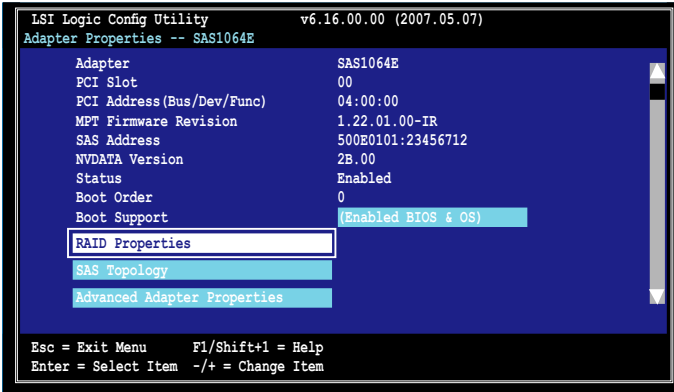 LSI Logic Config Utility v6.16.00.00 (2007.05.07)
Adapter Properties -- SAS1064E
Adapter SAS1064E
PCI Slot 00
PCI Address(Bus/Dev/Func) 04:00:00
MPT Firmware Revision 1.22.01.00-IR
SAS Address 500E0101:23456712
NVDATA Version 2B.00
Status Enabled
Boot Order 0
Boot Support (Enabled BIOS & OS)
RAID Properties
SAS Topology
Advanced Adapter Properties
Esc = Exit Menu F1/Shift+1 = Help
Enter = Select Item -/+ = Change Item